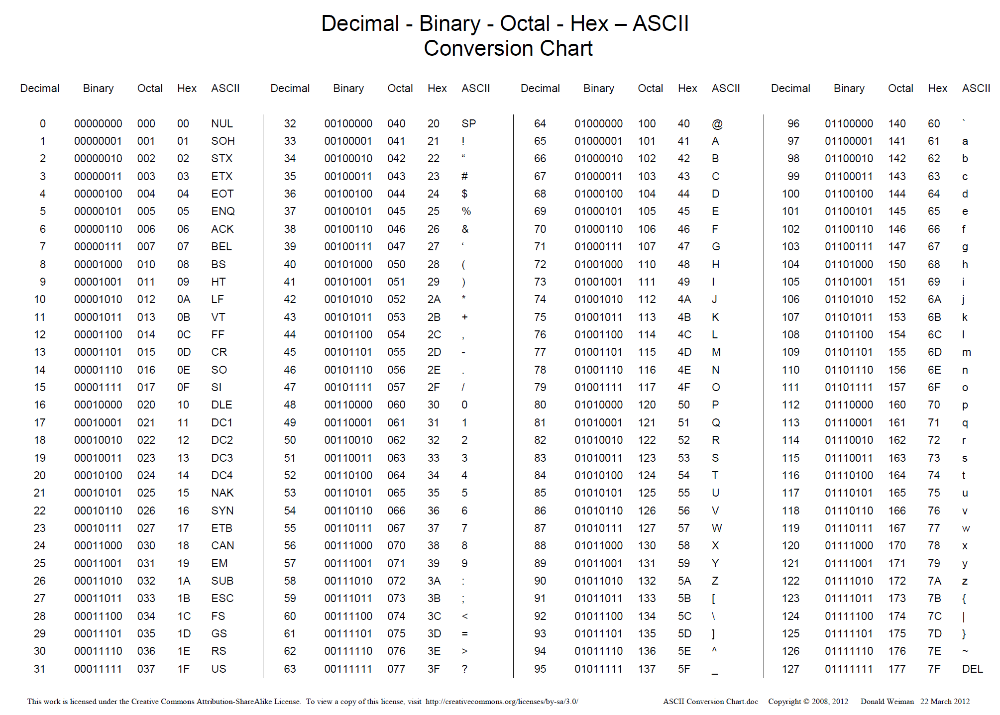 Decimal - Binary - Octal - Hex – ASCII
Conversion Chart
Decimal Binary Octal Hex ASCII Decimal Binary Octal Hex ASCII Decimal Binary Octal Hex ASCII Decimal Binary Octal Hex ASCII
0 00000000 000 00 NUL 32 00100000 040 20 SP 64 01000000 100 40 @ 96 01100000 140 60 `
1 00000001 001 01 SOH 33 00100001 041 21 ! 65 01000001 101 41 A 97 01100001 141 61 a
2 00000010 002 02 STX 34 00100010 042 22 “ 66 01000010 102 42 B 98 01100010 142 62 b
3 00000011 003 03 ETX 35 00100011 043 23 # 67 01000011 103 43 C 99 01100011 143 63 c
4 00000100 004 04 EOT 36 00100100 044 24 $ 68 01000100 104 44 D 100 01100100 144 64 d
5 00000101 005 05 ENQ 37 00100101 045 25 % 69 01000101 105 45 E 101 01100101 145 65 e
6 00000110 006 06 ACK 38 00100110 046 26 & 70 01000110 106 46 F 102 01100110 146 66 f
7 00000111 007 07 BEL 39 00100111 047 27 ‘ 71 01000111 107 47 G 103 01100111 147 67 g
8 00001000 010 08 BS 40 00101000 050 28 ( 72 01001000 110 48 H 104 01101000 150 68 h
9 00001001 011 09 HT 41 00101001 051 29 ) 73 01001001 111 49 I 105 01101001 151 69 i
10 00001010 012 0A LF 42 00101010 052 2A * 74 01001010 112 4A J 106 01101010 152 6A j
11 00001011 013 0B VT 43 00101011 053 2B + 75 01001011 113 4B K 107 01101011 153 6B k
12 00001100 014 0C FF 44 00101100 054 2C , 76 01001100 114 4C L 108 01101100 154 6C l
13 00001101 015 0D CR 45 00101101 055 2D - 77 01001101 115 4D M 109 01101101 155 6D m
14 00001110 016 0E SO 46 00101110 056 2E . 78 01001110 116 4E N 110 01101110 156 6E n
15 00001111 017 0F SI 47 00101111 057 2F / 79 01001111 117 4F O 111 01101111 157 6F o
16 00010000 020 10 DLE 48 00110000 060 30 0 80 01010000 120 50 P 112 01110000 160 70 p
17 00010001 021 11 DC1 49 00110001 061 31 1 81 01010001 121 51 Q 113 01110001 161 71 q
18 00010010 022 12 DC2 50 00110010 062 32 2 82 01010010 122 52 R 114 01110010 162 72 r
19 00010011 023 13 DC3 51 00110011 063 33 3 83 01010011 123 53 S 115 01110011 163 73 s
20 00010100 024 14 DC4 52 00110100 064 34 4 84 01010100 124 54 T 116 01110100 164 74 t
21 00010101 025 15 NAK 53 00110101 065 35 5 85 01010101 125 55 U 117 01110101 165 75 u
22 00010110 026 16 SYN 54 00110110 066 36 6 86 01010110 126 56 V 118 01110110 166 76 v
23 00010111 027 17 ETB 55 00110111 067 37 7 87 01010111 127 57 W 119 01110111 167 77 w
24 00011000 030 18 CAN 56 00111000 070 38 8 88 01011000 130 58 X 120 01111000 170 78 x
25 00011001 031 19 EM 57 00111001 071 39 9 89 01011001 131 59 Y 121 01111001 171 79 y
26 00011010 032 1A SUB 58 00111010 072 3A : 90 01011010 132 5A Z 122 01111010 172 7A z
27 00011011 033 1B ESC 59 00111011 073 3B ; 91 01011011 133 5B [ 123 01111011 173 7B {
28 00011100 034 1C FS 60 00111100 074 3C < 92 01011100 134 5C \ 124 01111100 174 7C |
29 00011101 035 1D GS 61 00111101 075 3D = 93 01011101 135 5D ] 125 01111101 175 7D }
30 00011110 036 1E RS 62 00111110 076 3E > 94 01011110 136 5E ^ 126 01111110 176 7E ~
31 00011111 037 1F US 63 00111111 077 3F ? 95 01011111 137 5F _ 127 01111111 177 7F DEL
This work is licensed under the Creative Commons Attribution-ShareAlike License. To view a copy of this license, visit http://creativecommons.org/licenses/by-sa/3.0/ ASCII Conversion Chart.doc Copyright © 2008, 2012 Donald Weiman 22 March 2012